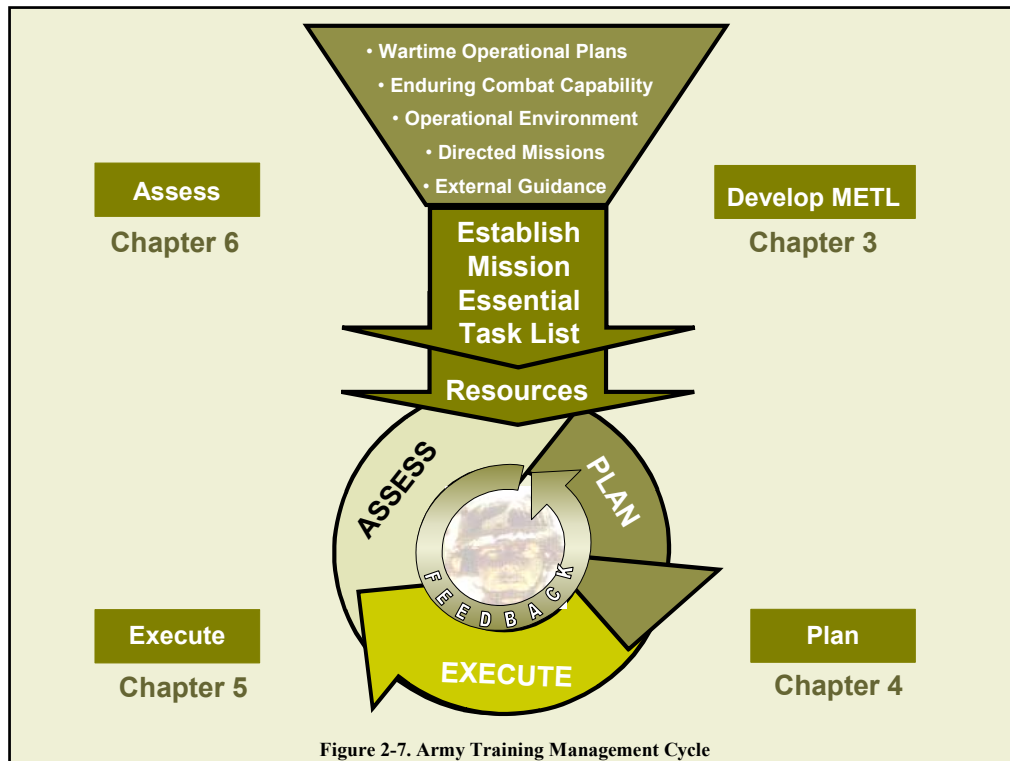 • Wartime Operational Plans
• Enduring Combat Capability
• Operational Environment
• Directed Missions
• External Guidance
Assess
Chapter 6
Develop METL
Chapter 3
Establish
Mission
Essential
Task List
Resources
ASSESS
PLAN
FEEDBACK
EXECUTE
Execute
Chapter 5
Plan
Chapter 4
Figure 2-7. Army Training Management Cycle